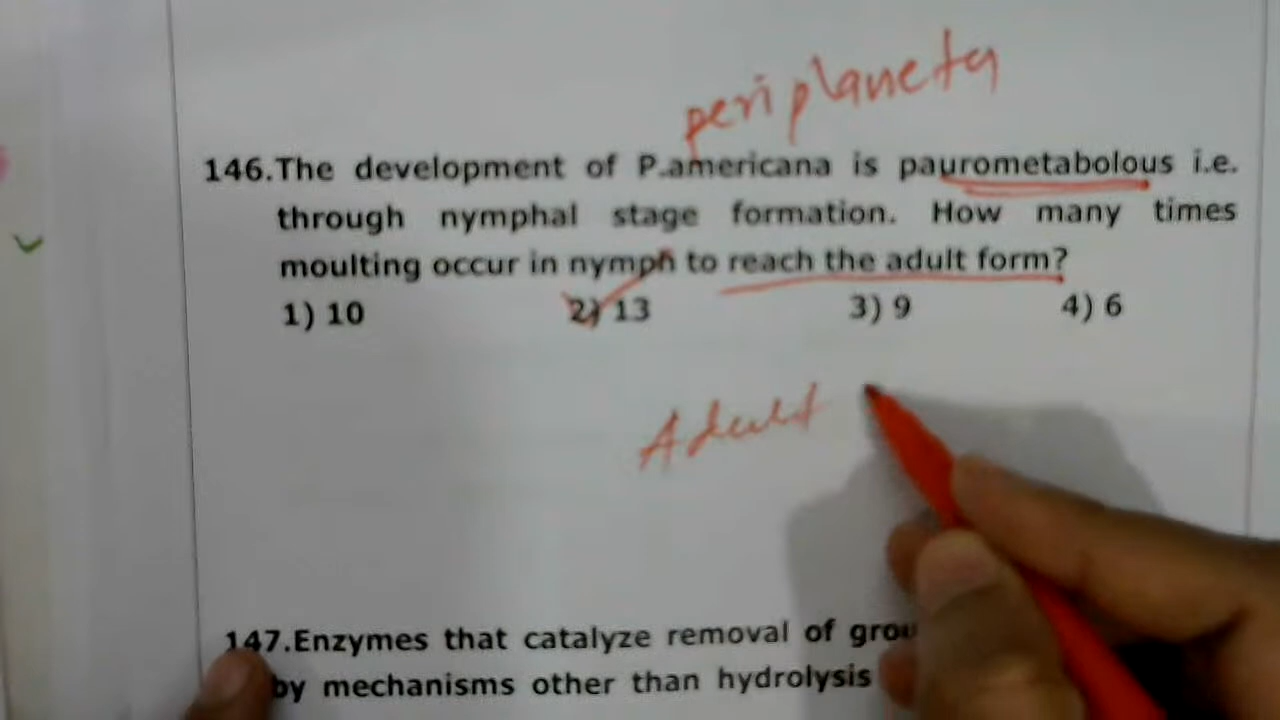 periplaneta
146.The development of P.americana is paurometabolous i.e.
through nymphal stage formation. How many times
moulting occur in nymph to reach the adult form?
1) 10 2) 13 3) 9 4) 6
Adult
147.Enzymes that catalyze removal of
by mechanisms other than hydrolysis